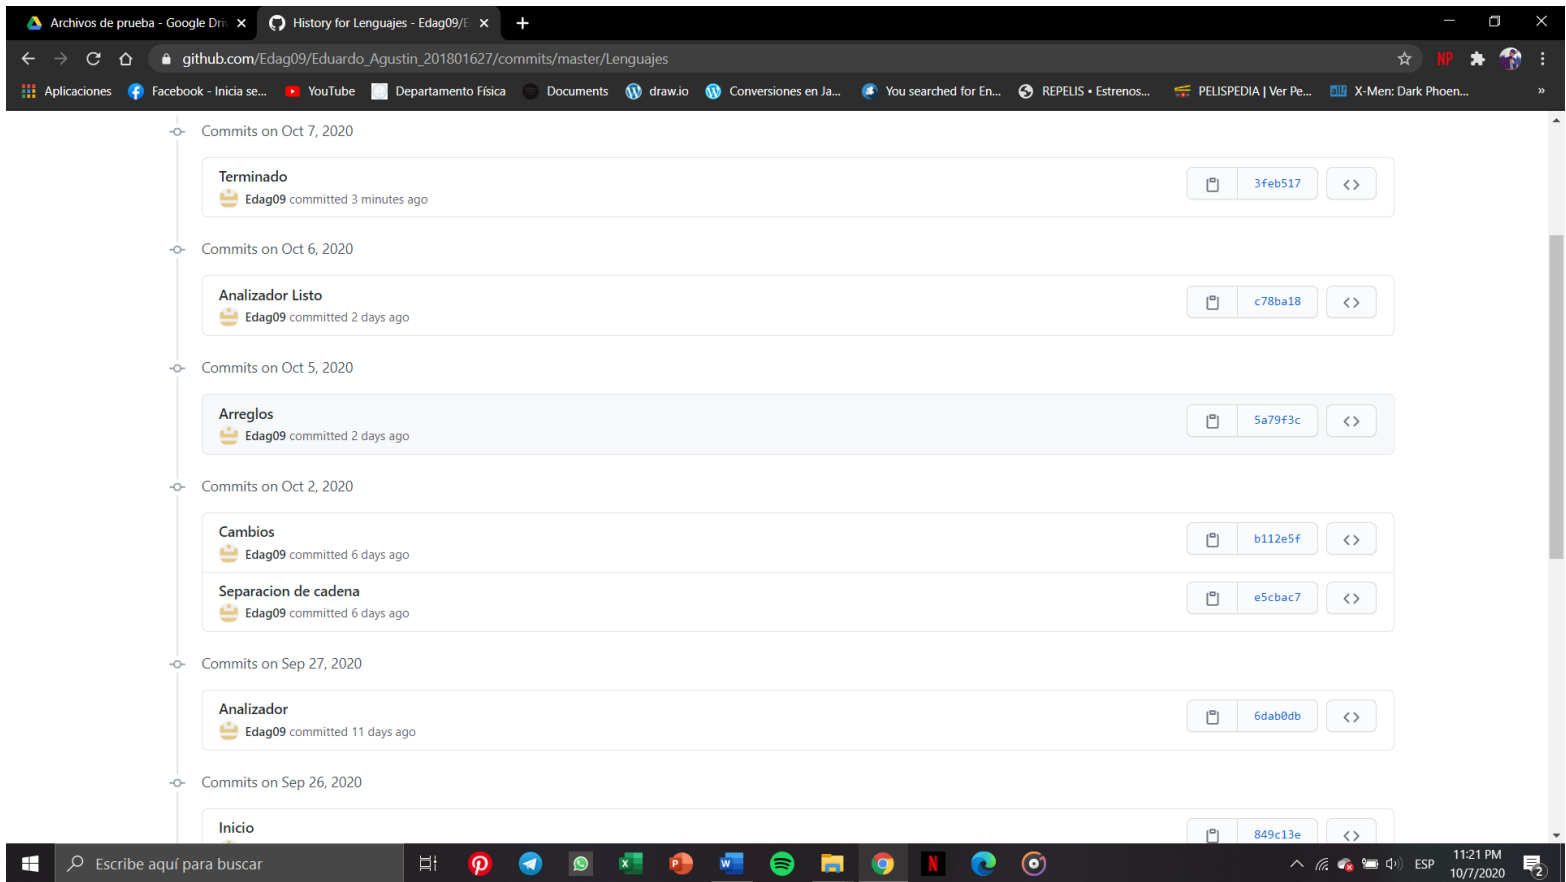 Archivos de prueba - Google Dri
History for Lenguajes - Edag09/E
github.com/Edag09/Eduardo_Agustin_201801627/commits/master/Lenguajes
NP
Aplicaciones
Facebook - Inicia se...
YouTube
Departamento Física
Documents
draw.io
Conversiones en Ja...
You searched for En...
REPELIS • Estrenos...
PELISPEDIA | Ver Pe...
X-Men: Dark Phoen...
»
Commits on Oct 7, 2020
Terminado
Edag09 committed 3 minutes ago
3feb517
Commits on Oct 6, 2020
Analizador Listo
Edag09 committed 2 days ago
c78ba18
Commits on Oct 5, 2020
Arreglos
Edag09 committed 2 days ago
5a79f3c
Commits on Oct 2, 2020
Cambios
Edag09 committed 6 days ago
b112e5f
Separacion de cadena
Edag09 committed 6 days ago
e5cbac7
Commits on Sep 27, 2020
Analizador
Edag09 committed 11 days ago
6dab0db
Commits on Sep 26, 2020
Inicio
849c13e
Escribe aquí para buscar
ESP
11:21 PM
10/7/2020
2